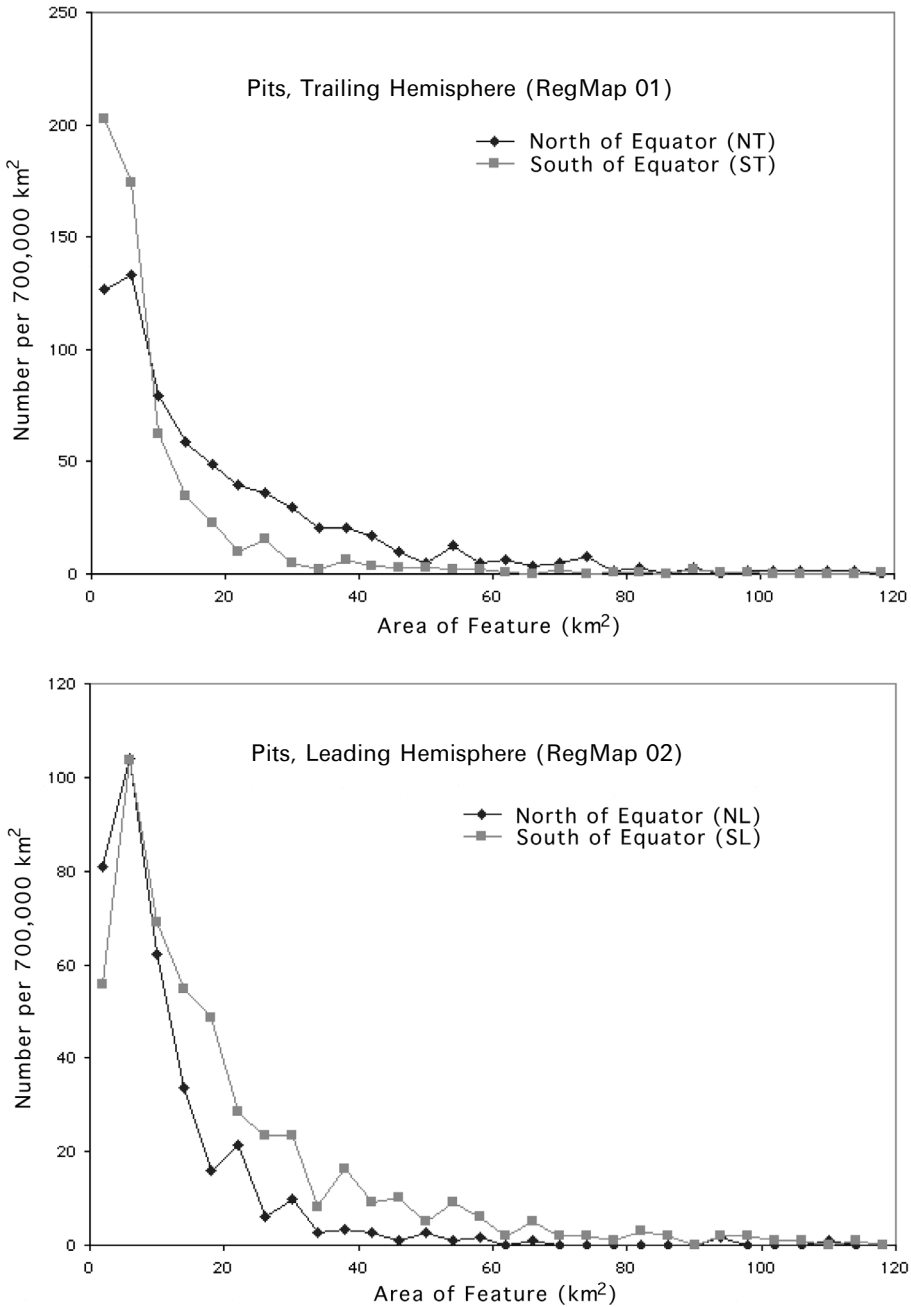 250
Pits, Trailing Hemisphere (RegMap 01)
North of Equator (NT)
South of Equator (ST)
200
150
100
50
0
Number per 700,000 km²
0 20 40 60 80 100 120
Area of Feature (km²)
120
Pits, Leading Hemisphere (RegMap 02)
North of Equator (NL)
South of Equator (SL)
100
80
60
40
20
0
Number per 700,000 km²
0 20 40 60 80 100 120
Area of Feature (km²)